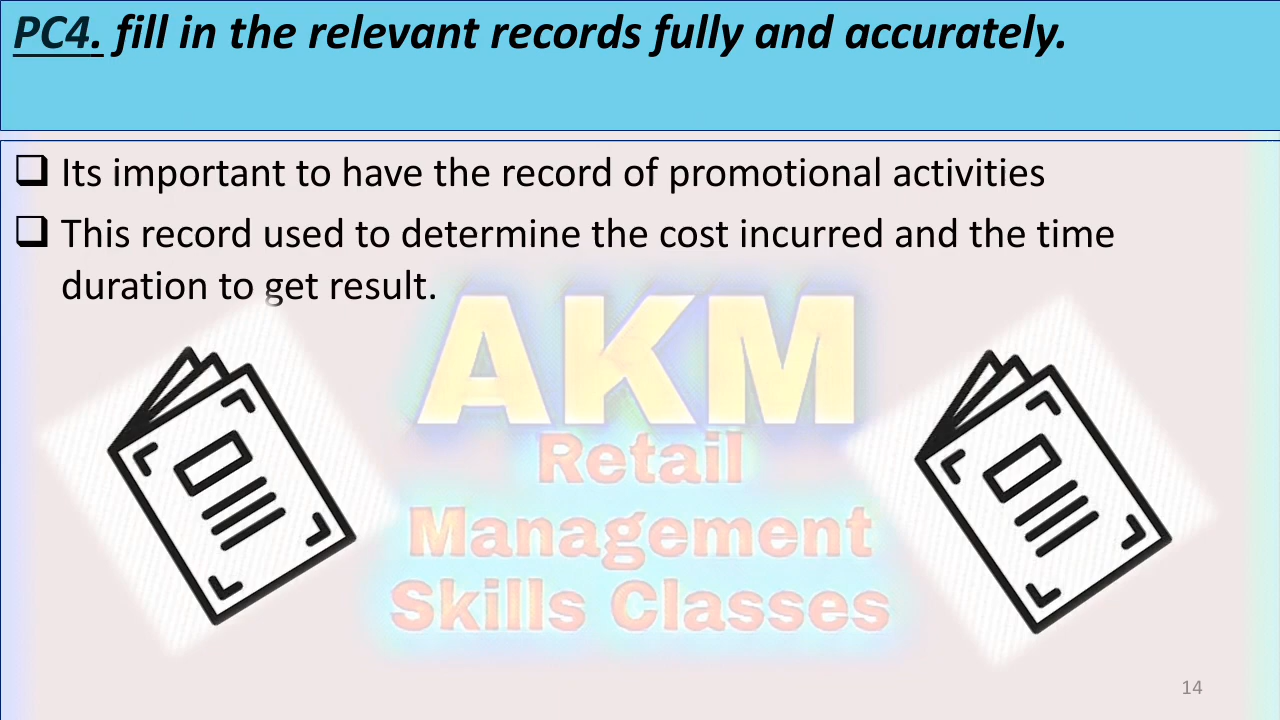 PC4. fill in the relevant records fully and accurately.
❑ Its important to have the record of promotional activities
❑ This record used to determine the cost incurred and the time
duration to get result.
AKM
Retail
Management
Skills Classes
14